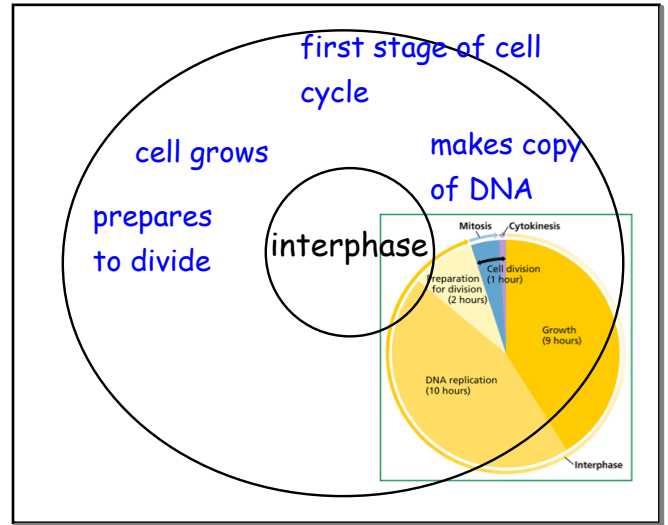 first stage of cell
cycle
cell grows
makes copy
of DNA
prepares
to divide
interphase
Mitosis
Cytokinesis
Cell division
(1 hour)
Preparation
for division
(2 hours)
Growth
(9 hours)
DNA replication
(10 hours)
Interphase